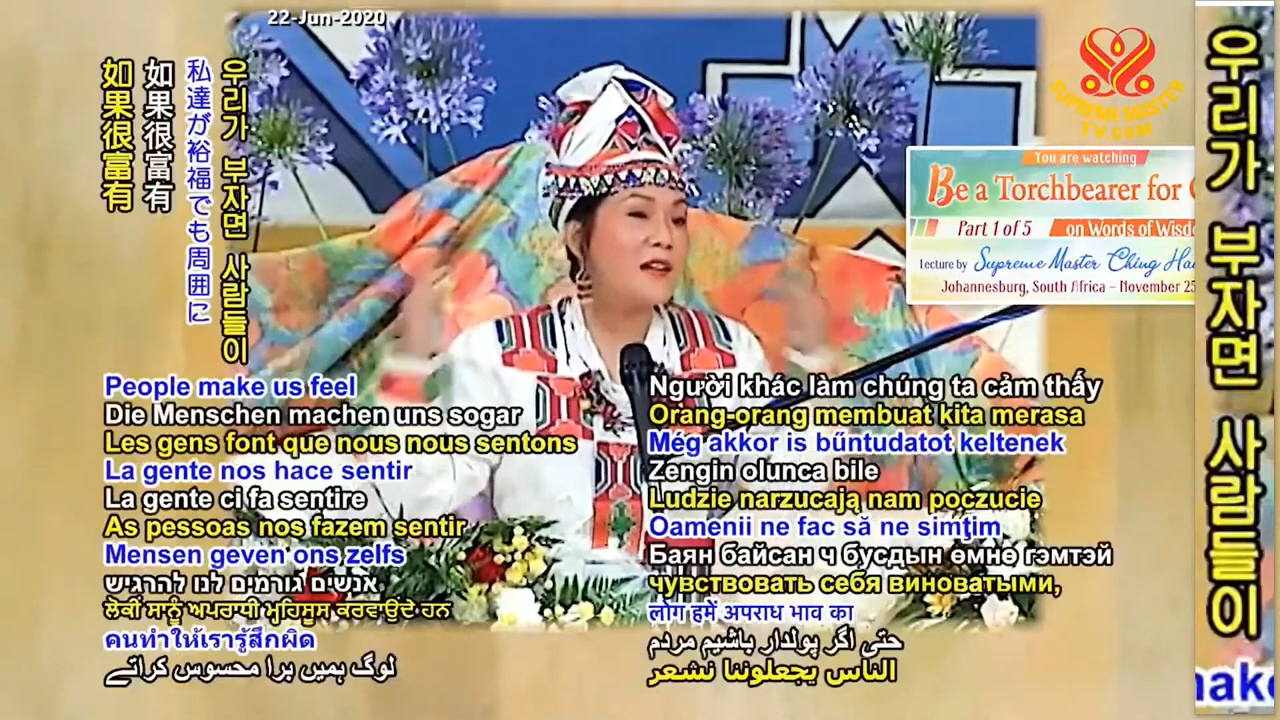 22-Jun-2020
SUPREME MASTER
TV.COM
You are watching
Be a Torchbearer for
Part 1 of 5
on Words of Wisdo
Lecture by Supreme Master Ching Hai
Johannesburg, South Africa – November 25
如果很富有
如果很富有
私達が裕福でも周囲に
우리가 부자면 사람들이
People make us feel
Die Menschen machen uns sogar
Les gens font que nous nous sentons
La gente nos hace sentir
La gente ci fa sentire
As pessoas nos fazem sentir
Mensen geven ons zelfs
אנשים גורמים לנו להרגיש
ਲੋਕੀਂ ਸਾਨੂੰ ਅਪਰਾਧੀ ਮੁਹਿਸੂਸ ਕਰਵਾਉਂਦੇ ਹਨ
คนทำให้เรารู้สึกผิด
لوگ ہمیں برا محسوس کراتے
Người khác làm chúng ta cảm thấy
Orang-orang membuat kita merasa
Még akkor is bűntudatot keltenek
Zengin olunca bile
Ludzie narzucają nam poczucie
Oamenii ne fac să ne simţim
Баян байсан ч бусдын өмнө гэмтэй
чувствовать себя виноватыми,
लोग हमें अपराध भाव का
حتی اگر پولدار باشیم مردم
الناس يجعلوننا نشعر
우리가 부자면 사람들이
make